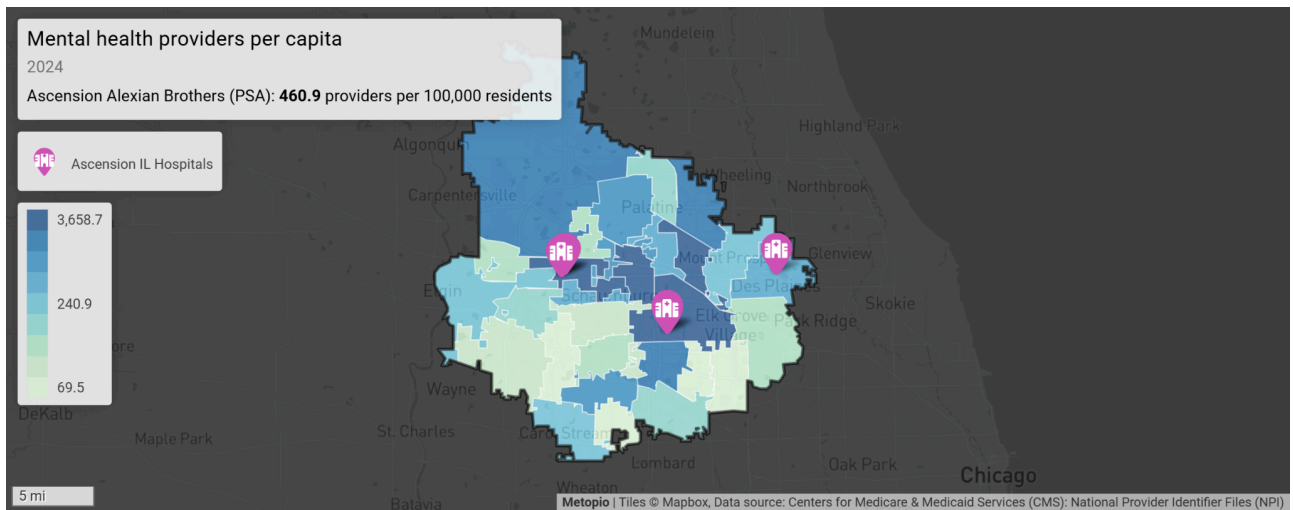 Mental health providers per capita
2024
Ascension Alexian Brothers (PSA): 460.9 providers per 100,000 residents
Ascension IL Hospitals
3,658.7
240.9
69.5
Mundelein
Highland Park
Algonquin
Wheeling
Northbrook
Carpentersville
Palatine
Mount Prosp
Glenview
Elgin
Des Plaines
Skokie
Elk Grove
Village
Park Ridge
ore
Wayne
DeKalb
Maple Park
St. Charles
Carol Stream
Lombard
Oak Park
Chicago
Wheaton
Batavia
5 mi
Metopio | Tiles © Mapbox, Data source: Centers for Medicare & Medicaid Services (CMS): National Provider Identifier Files (NPI)